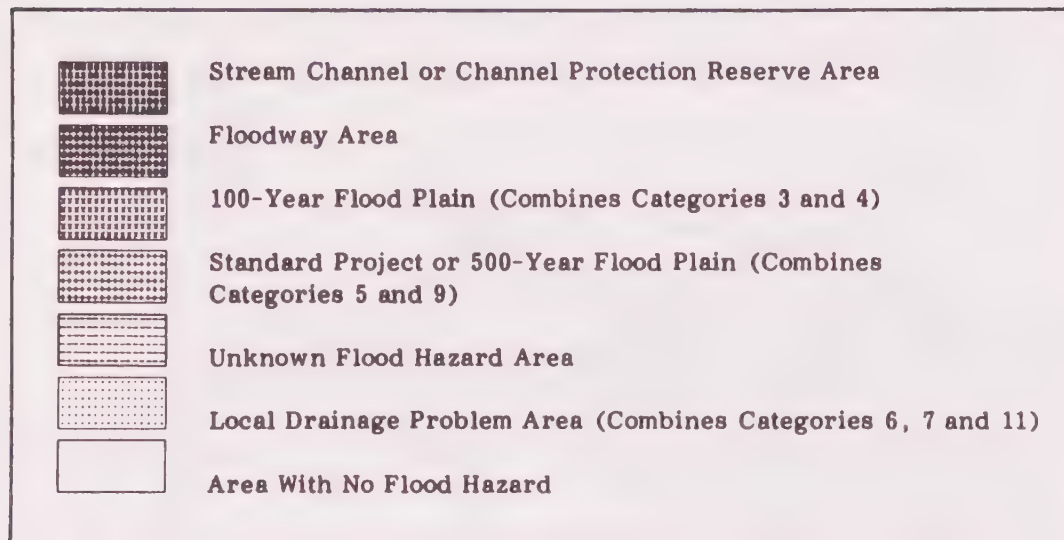 Stream Channel or Channel Protection Reserve Area
Floodway Area
100-Year Flood Plain (Combines Categories 3 and 4)
Standard Project or 500-Year Flood Plain (Combines
Categories 5 and 9)
Unknown Flood Hazard Area
Local Drainage Problem Area (Combines Categories 6, 7 and 11)
Area With No Flood Hazard